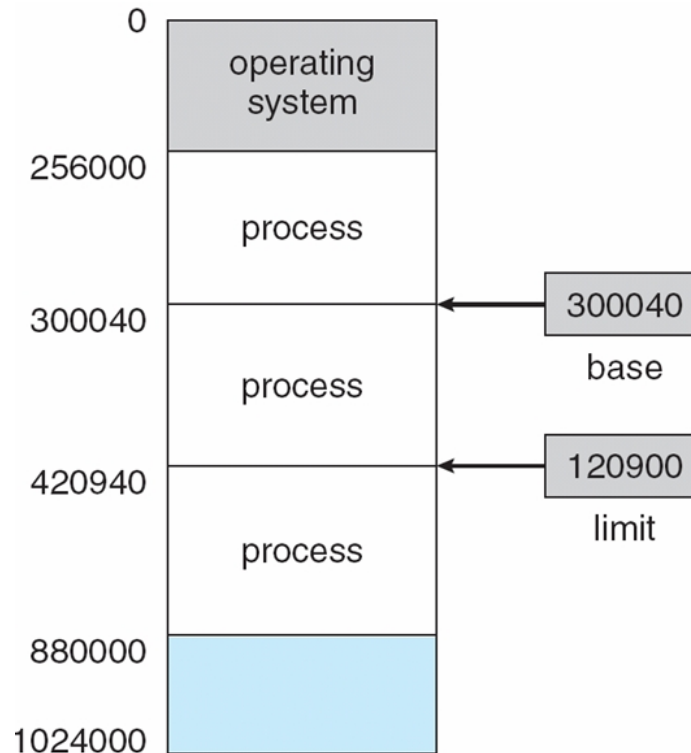 0
operating
system
256000
process
300040
300040
base
process
420940
120900
limit
process
880000
1024000